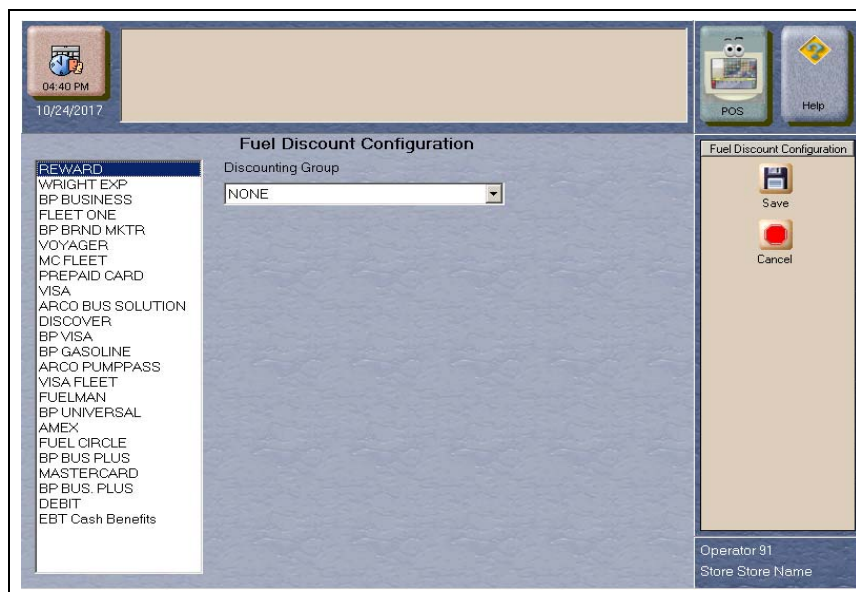 04:40 PM
10/24/2017
POS
Help
Fuel Discount Configuration
Discounting Group
NONE
REWARD
WRIGHT EXP
BP BUSINESS
FLEET ONE
BP BRND MKTR
VOYAGER
MC FLEET
PREPAID CARD
VISA
ARCO BUS SOLUTION
DISCOVER
BP VISA
BP GASOLINE
ARCO PUMPPASS
VISA FLEET
FUELMAN
BP UNIVERSAL
AMEX
FUEL CIRCLE
BP BUS PLUS
MASTERCARD
BP BUS. PLUS
DEBIT
EBT Cash Benefits
Fuel Discount Configuration
Save
Cancel
Operator 91
Store Store Name